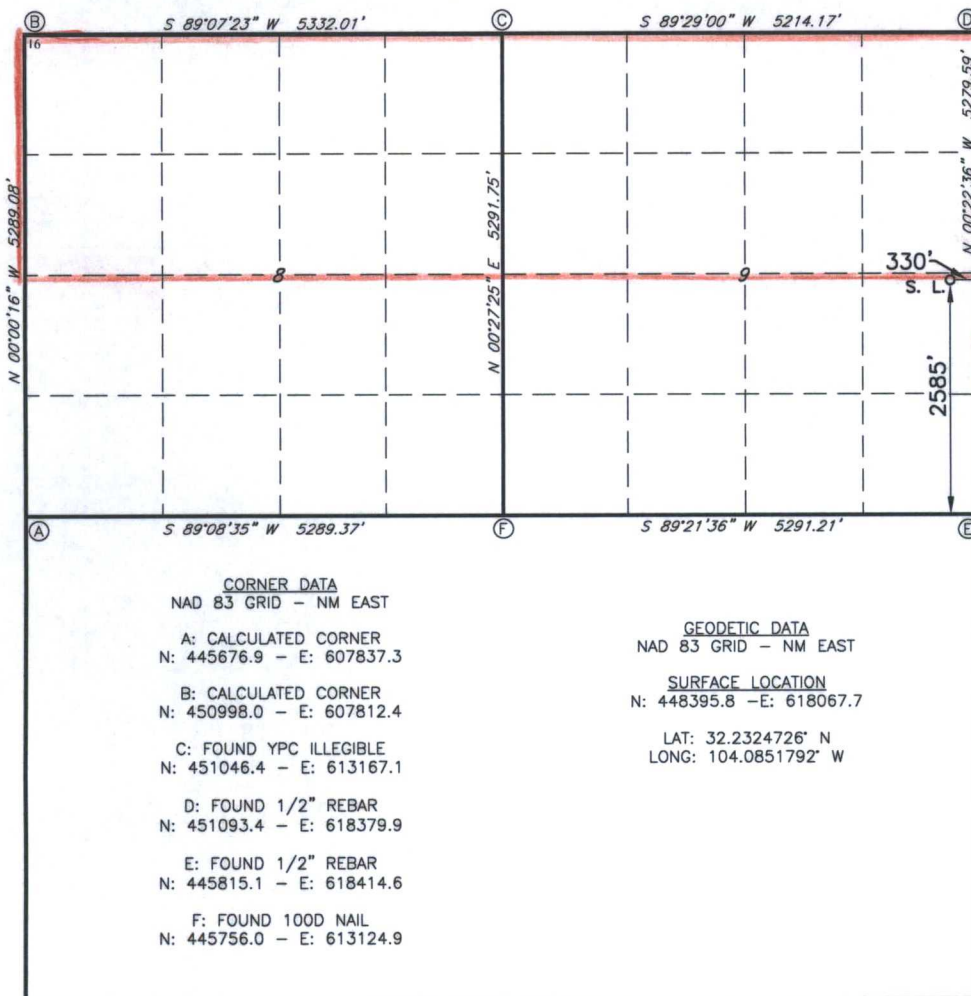 B
S 89°07'23" W 5332.01'
C
S 89°29'00" W 5214.17'
D
16
N 00°00'16" W 5289.08'
8
N 00°27'25" E 5291.75'
9
330'
S. L.
N 00°22'36" W 5279.59'
2585'
A
S 89°08'35" W 5289.37'
F
S 89°21'36" W 5291.21'
E
CORNER DATA
NAD 83 GRID – NM EAST
A: CALCULATED CORNER
N: 445676.9 – E: 607837.3
B: CALCULATED CORNER
N: 450998.0 – E: 607812.4
C: FOUND YPC ILLEGIBLE
N: 451046.4 – E: 613167.1
D: FOUND 1/2" REBAR
N: 451093.4 – E: 618379.9
E: FOUND 1/2" REBAR
N: 445815.1 – E: 618414.6
F: FOUND 100D NAIL
N: 445756.0 – E: 613124.9
GEODETIC DATA
NAD 83 GRID – NM EAST
SURFACE LOCATION
N: 448395.8 –E: 618067.7
LAT: 32.2324726° N
LONG: 104.0851792° W